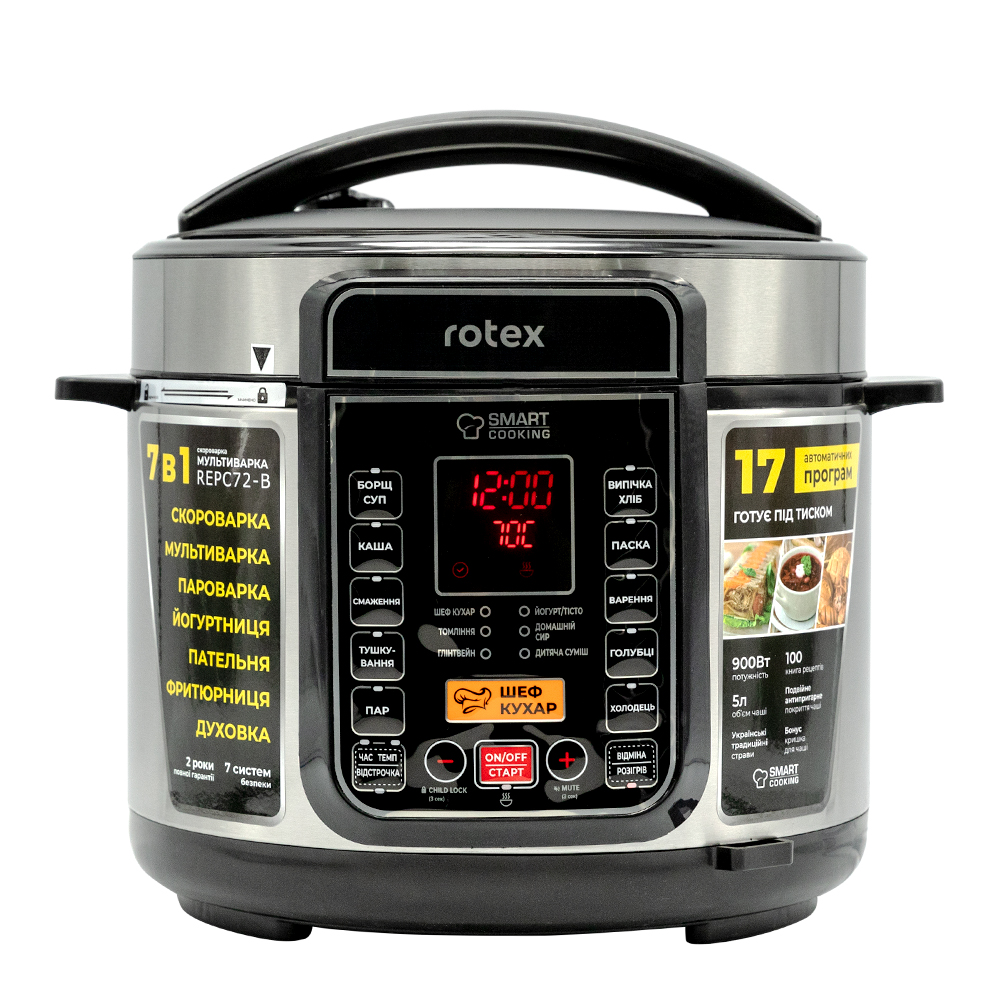 rotex
SMART
COOKING
12:00
70C
7в1
скороварка
МУЛЬТИВАРКА
REPC72-B
СКОРОВАРКА
МУЛЬТИВАРКА
ПАРОВАРКА
ЙОГУРТНИЦЯ
ПАТЕЛЬНЯ
ФРИТЮРНИЦЯ
ДУХОВКА
2 роки
повної гарантії
7 систем
безпеки
БОРЩ
СУП
КАША
СМАЖЕННЯ
ТУШКУ-
ВАННЯ
ПАР
ЧАС ТЕМП
ВІДСТРОЧКА
ШЕФ КУХАР
ТОМЛІННЯ
ГЛІНТВЕЙН
ЙОГУРТ/ТІСТО
ДОМАШНІЙ
СИР
ДИТЯЧА СУМІШ
ШЕФ
КУХАР
-
ON/OFF
СТАРТ
+
CHILD LOCK
(3 сек)
MUTE
(3 сек)
ВИПІЧКА
ХЛІБ
ПАСКА
ВАРЕННЯ
ГОЛУБЦІ
ХОЛОДЕЦЬ
ВІДМІНА
РОЗІГРІВ
17
автоматичних
програм
ГОТУЄ ПІД ТИСКОМ
900Вт
потужність
100
книга рецептів
5л
об'єм чаші
Подвійне
антипригарне
покриття чаші
Українські
традиційні
страви
Бонус
кришка
для чаші
SMART
COOKING